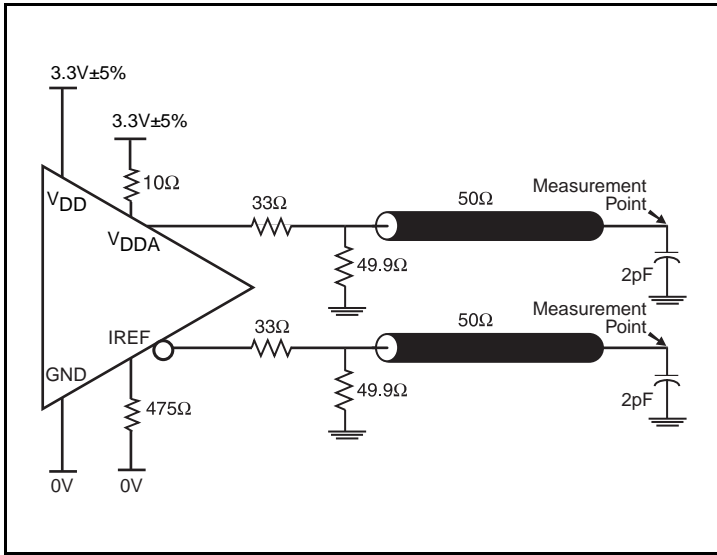 3.3V±5%
3.3V±5%
10Ω
VDD
VDDA
33Ω
50Ω
Measurement
Point
49.9Ω
2pF
IREF
33Ω
50Ω
Measurement
Point
GND
475Ω
49.9Ω
2pF
0V
0V